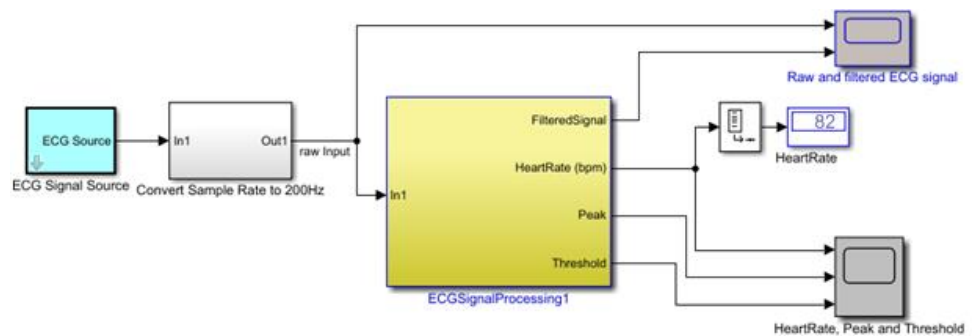 Raw and filtered ECG signal
ECG Source
ECG Signal Source
In1
Out1
Convert Sample Rate to 200Hz
raw Input
In1
FilteredSignal
HeartRate (bpm)
Peak
Threshold
ECGSignalProcessing1
82
HeartRate
HeartRate, Peak and Threshold